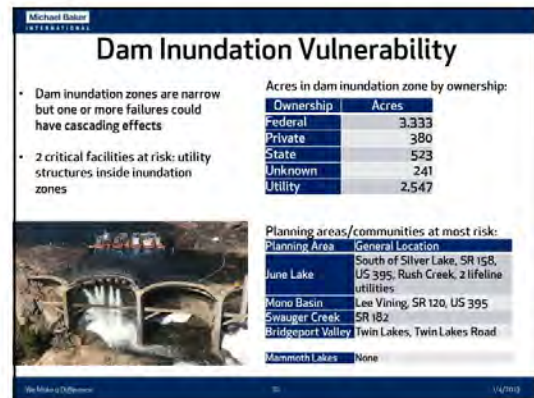 Michael Baker
INTERNATIONAL
Dam Inundation Vulnerability
• Dam inundation zones are narrow
but one or more failures could
have cascading effects
• 2 critical facilities at risk: utility
structures inside inundation
zones
Acres in dam inundation zone by ownership:
Ownership Acres
Federal 3,333
Private 380
State 523
Unknown 241
Utility 2,547
Planning areas/communities at most risk:
Planning Area General Location
June Lake South of Silver Lake, SR 158,
US 395, Rush Creek, 2 lifeline
utilities
Mono Basin Lee Vining, SR 120, US 395
Swauger Creek SR 182
Bridgeport Valley Twin Lakes, Twin Lakes Road
Mammoth Lakes None
We Make a Difference